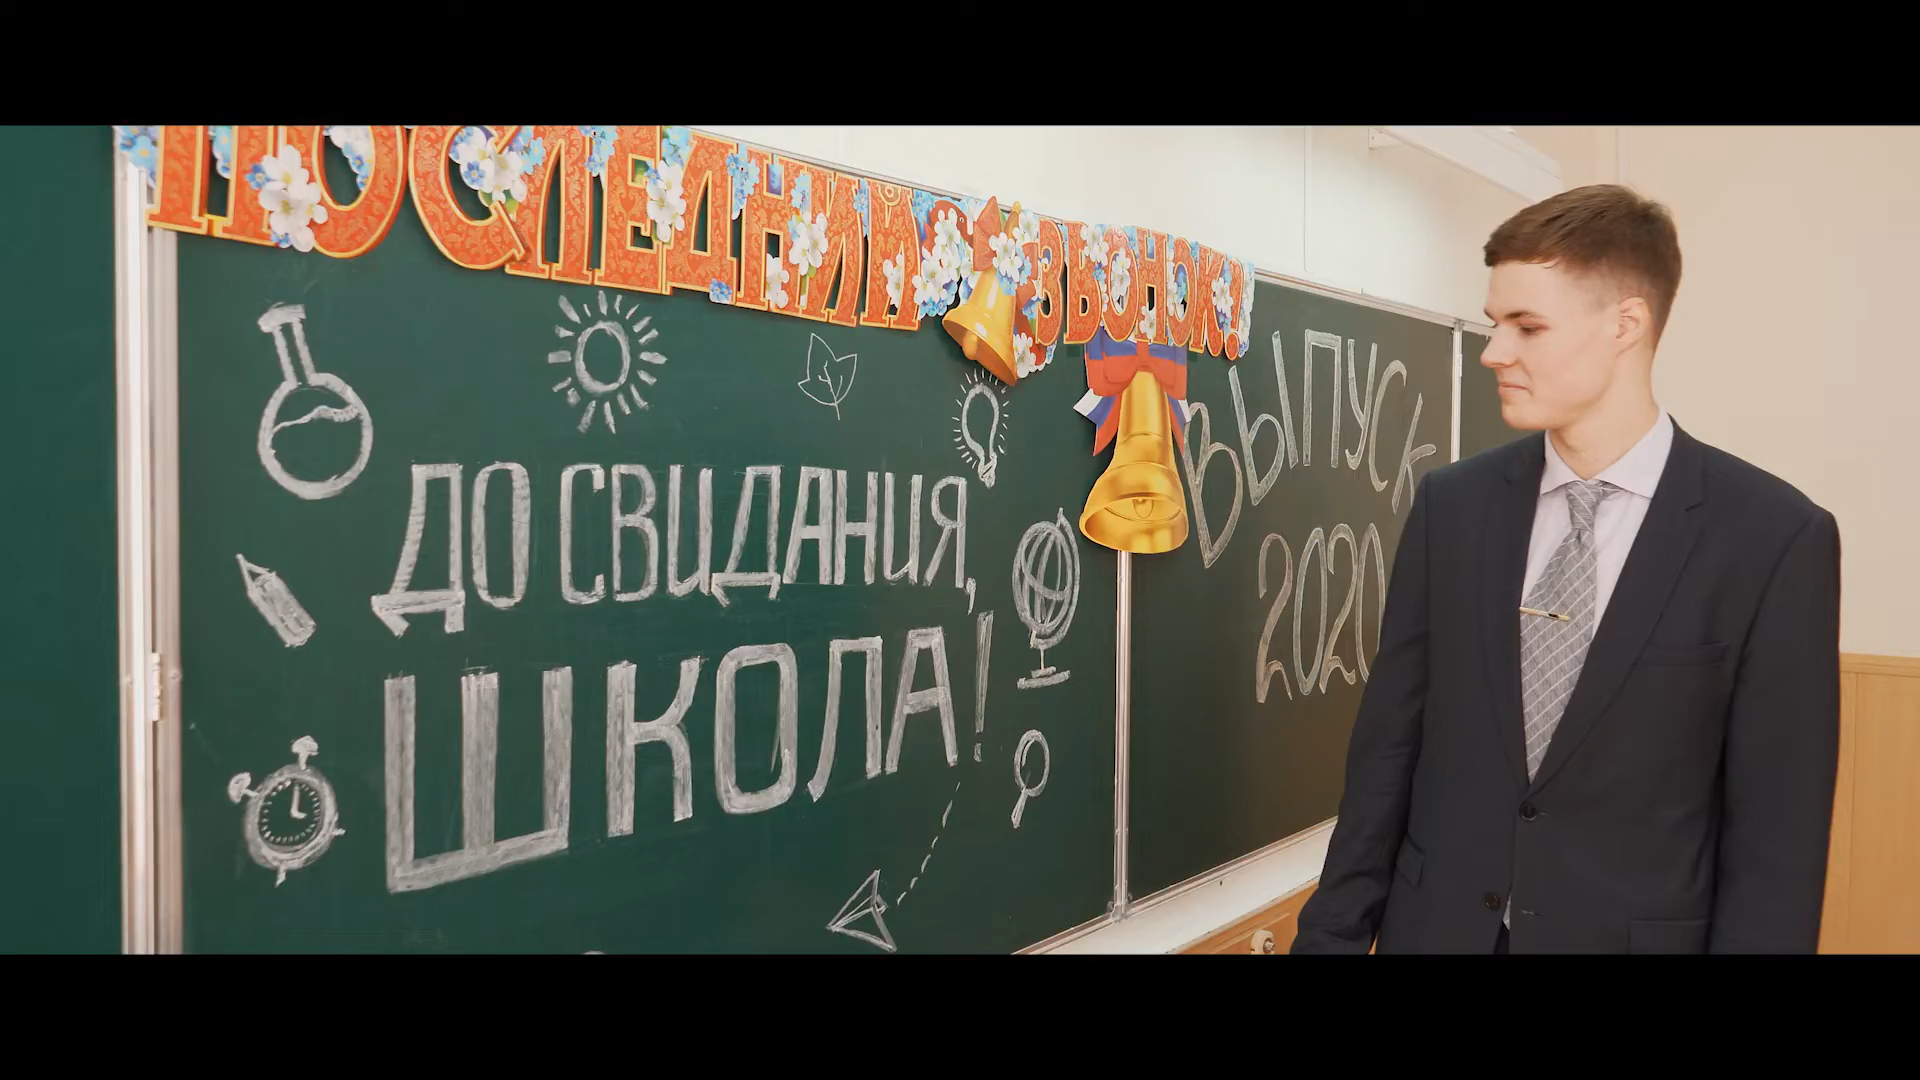 ПОСЛЕДНИЙ ЗВОНОК!
ДО СВИДАНИЯ,
ШКОЛА!
ВЫПУСК
2020